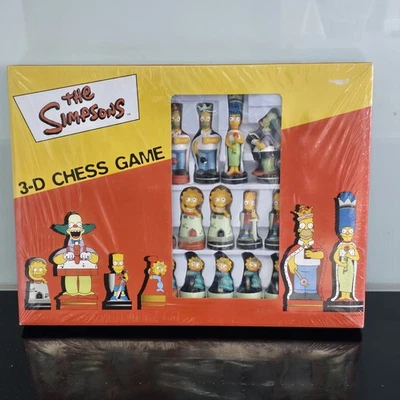 THE
SIMPSONS
3-D CHESS GAME